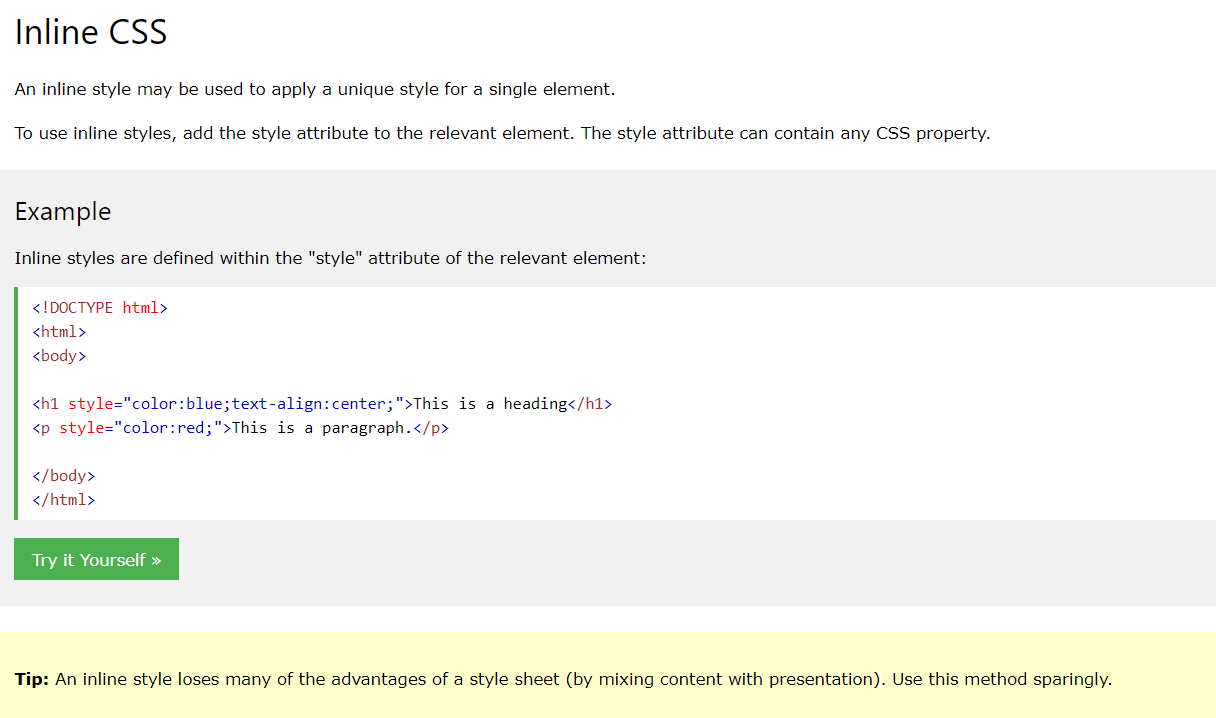 Inline CSS
An inline style may be used to apply a unique style for a single element.
To use inline styles, add the style attribute to the relevant element. The style attribute can contain any CSS property.
Example
Inline styles are defined within the "style" attribute of the relevant element:
<!DOCTYPE html>
<html>
<body>
<h1 style="color:blue;text-align:center;">This is a heading</h1>
<p style="color:red;">This is a paragraph.</p>
</body>
</html>
Try it Yourself »
Tip: An inline style loses many of the advantages of a style sheet (by mixing content with presentation). Use this method sparingly.